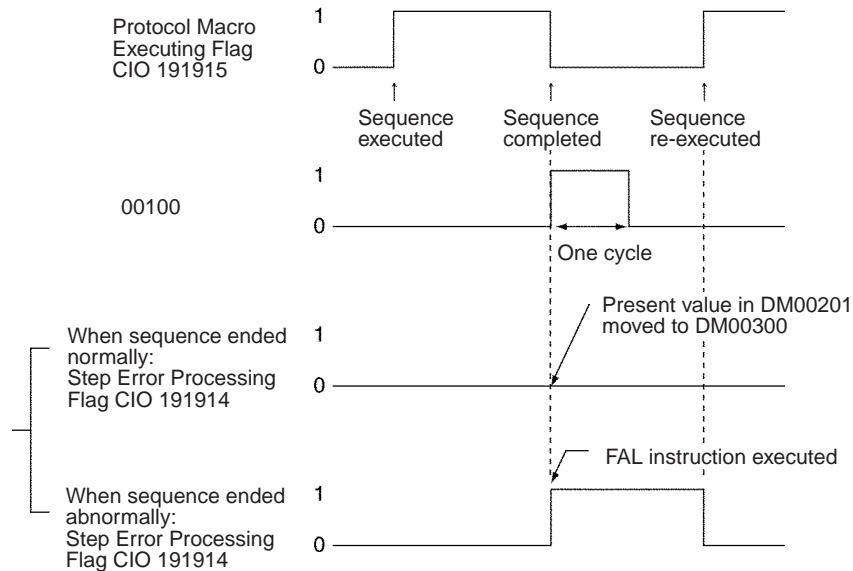 Protocol Macro
Executing Flag
CIO 191915
1
0
Sequence
executed
Sequence
completed
Sequence
re-executed
00100
1
0
One cycle
Present value in DM00201
moved to DM00300
When sequence ended
normally:
Step Error Processing
Flag CIO 191914
1
0
FAL instruction executed
When sequence ended
abnormally:
Step Error Processing
Flag CIO 191914
1
0